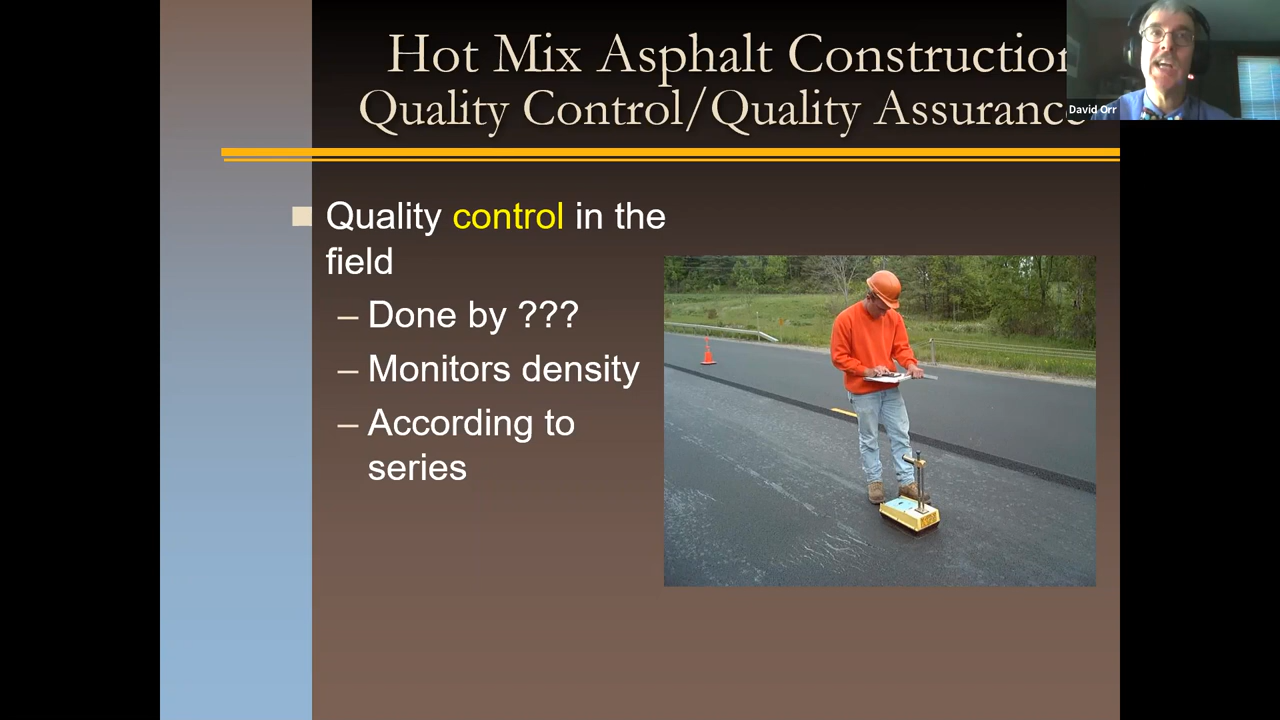 Hot Mix Asphalt Construction
Quality Control/Quality Assurance
David Orr
Quality control in the
field
– Done by ???
– Monitors density
– According to
series